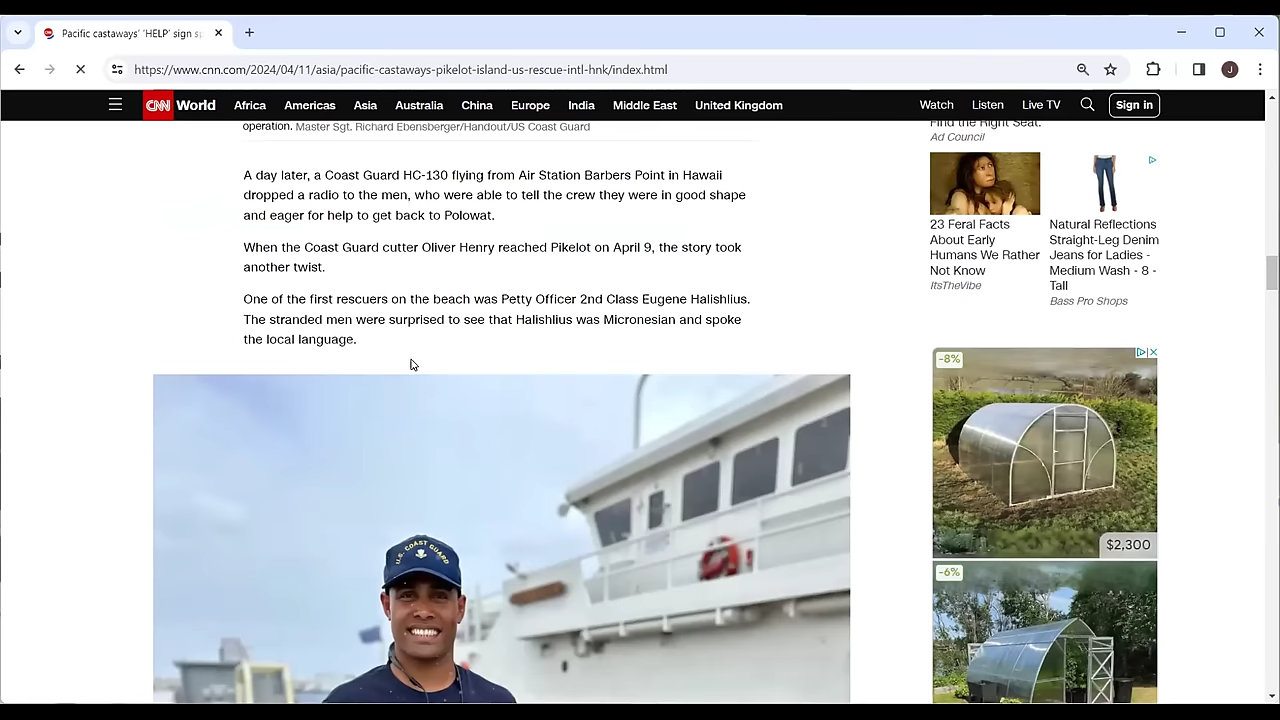 Pacific castaways' 'HELP' sign s
https://www.cnn.com/2024/04/11/asia/pacific-castaways-pikelot-island-us-rescue-intl-hnk/index.html
J
CNN World Africa Americas Asia Australia China Europe India Middle East United Kingdom Watch Listen Live TV Sign in
operation. Master Sgt. Richard Ebensberger/Handout/US Coast Guard
A day later, a Coast Guard HC-130 flying from Air Station Barbers Point in Hawaii
dropped a radio to the men, who were able to tell the crew they were in good shape
and eager for help to get back to Polowat.
When the Coast Guard cutter Oliver Henry reached Pikelot on April 9, the story took
another twist.
One of the first rescuers on the beach was Petty Officer 2nd Class Eugene Halishlius.
The stranded men were surprised to see that Halishlius was Micronesian and spoke
the local language.
U.S. COAST GUARD
Find the Right Seat.
Ad Council
23 Feral Facts
About Early
Humans We Rather
Not Know
ItsTheVibe
Natural Reflections
Straight-Leg Denim
Jeans for Ladies -
Medium Wash - 8 -
Tall
Bass Pro Shops
-8%
$2,300
-6%